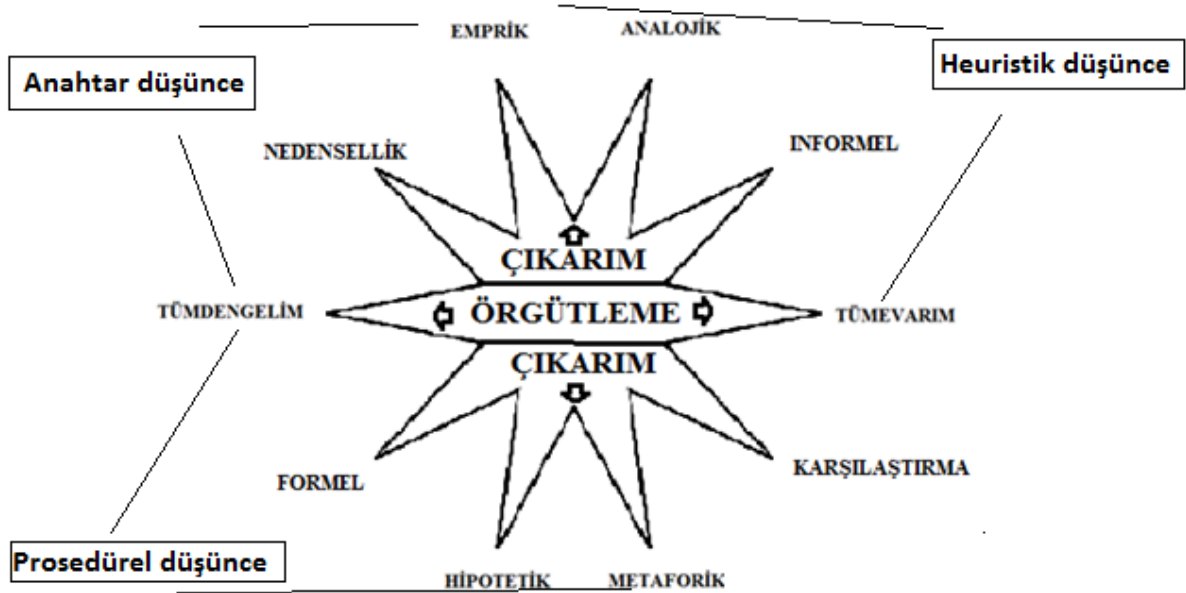 EMPRİK
ANALOJİK
Anahtar düşünce
Heuristik düşünce
NEDENSELLİK
INFORMEL
ÇIKARIM
TÜMDENGELİM
ÖRGÜTLEME
TÜMEVARIM
ÇIKARIM
FORMEL
KARŞILAŞTIRMA
Prosedürel düşünce
HİPOTETİK
METAFORİK